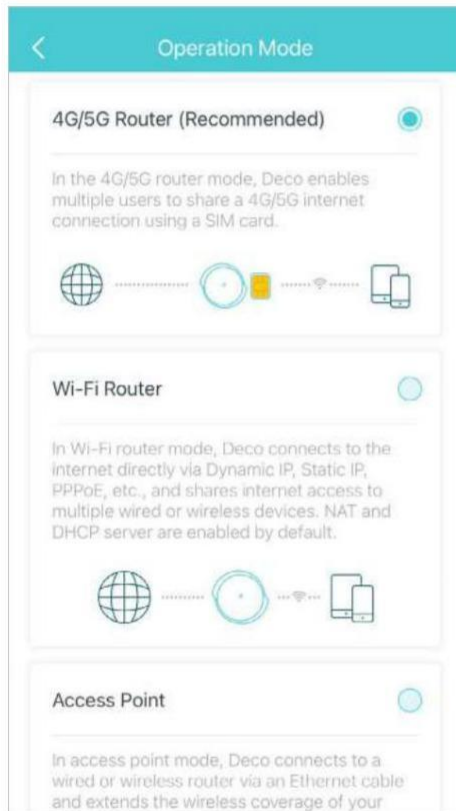 Operation Mode
4G/5G Router (Recommended)
In the 4G/5G router mode, Deco enables
multiple users to share a 4G/5G internet
connection using a SIM card.
Wi-Fi Router
In Wi-Fi router mode, Deco connects to the
internet directly via Dynamic IP, Static IP,
PPPoE, etc., and shares internet access to
multiple wired or wireless devices. NAT and
DHCP server are enabled by default.
Access Point
In access point mode, Deco connects to a
wired or wireless router via an Ethernet cable
and extends the wireless coverage of your